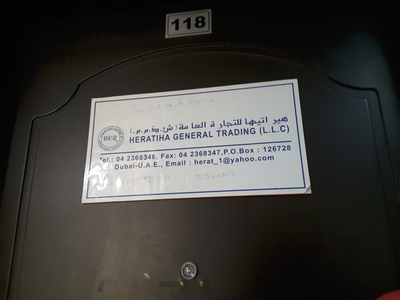 118
هيراتيها للتجارة العامة (ش.ذ.م.م.)
HER
HERATIHA GENERAL TRADING (L.L.C)
Tel.: 04 2368346, Fax: 04 2368347, P.O.Box : 126728
Dubai-U.A.E, Email : herat_1@yahoo.com